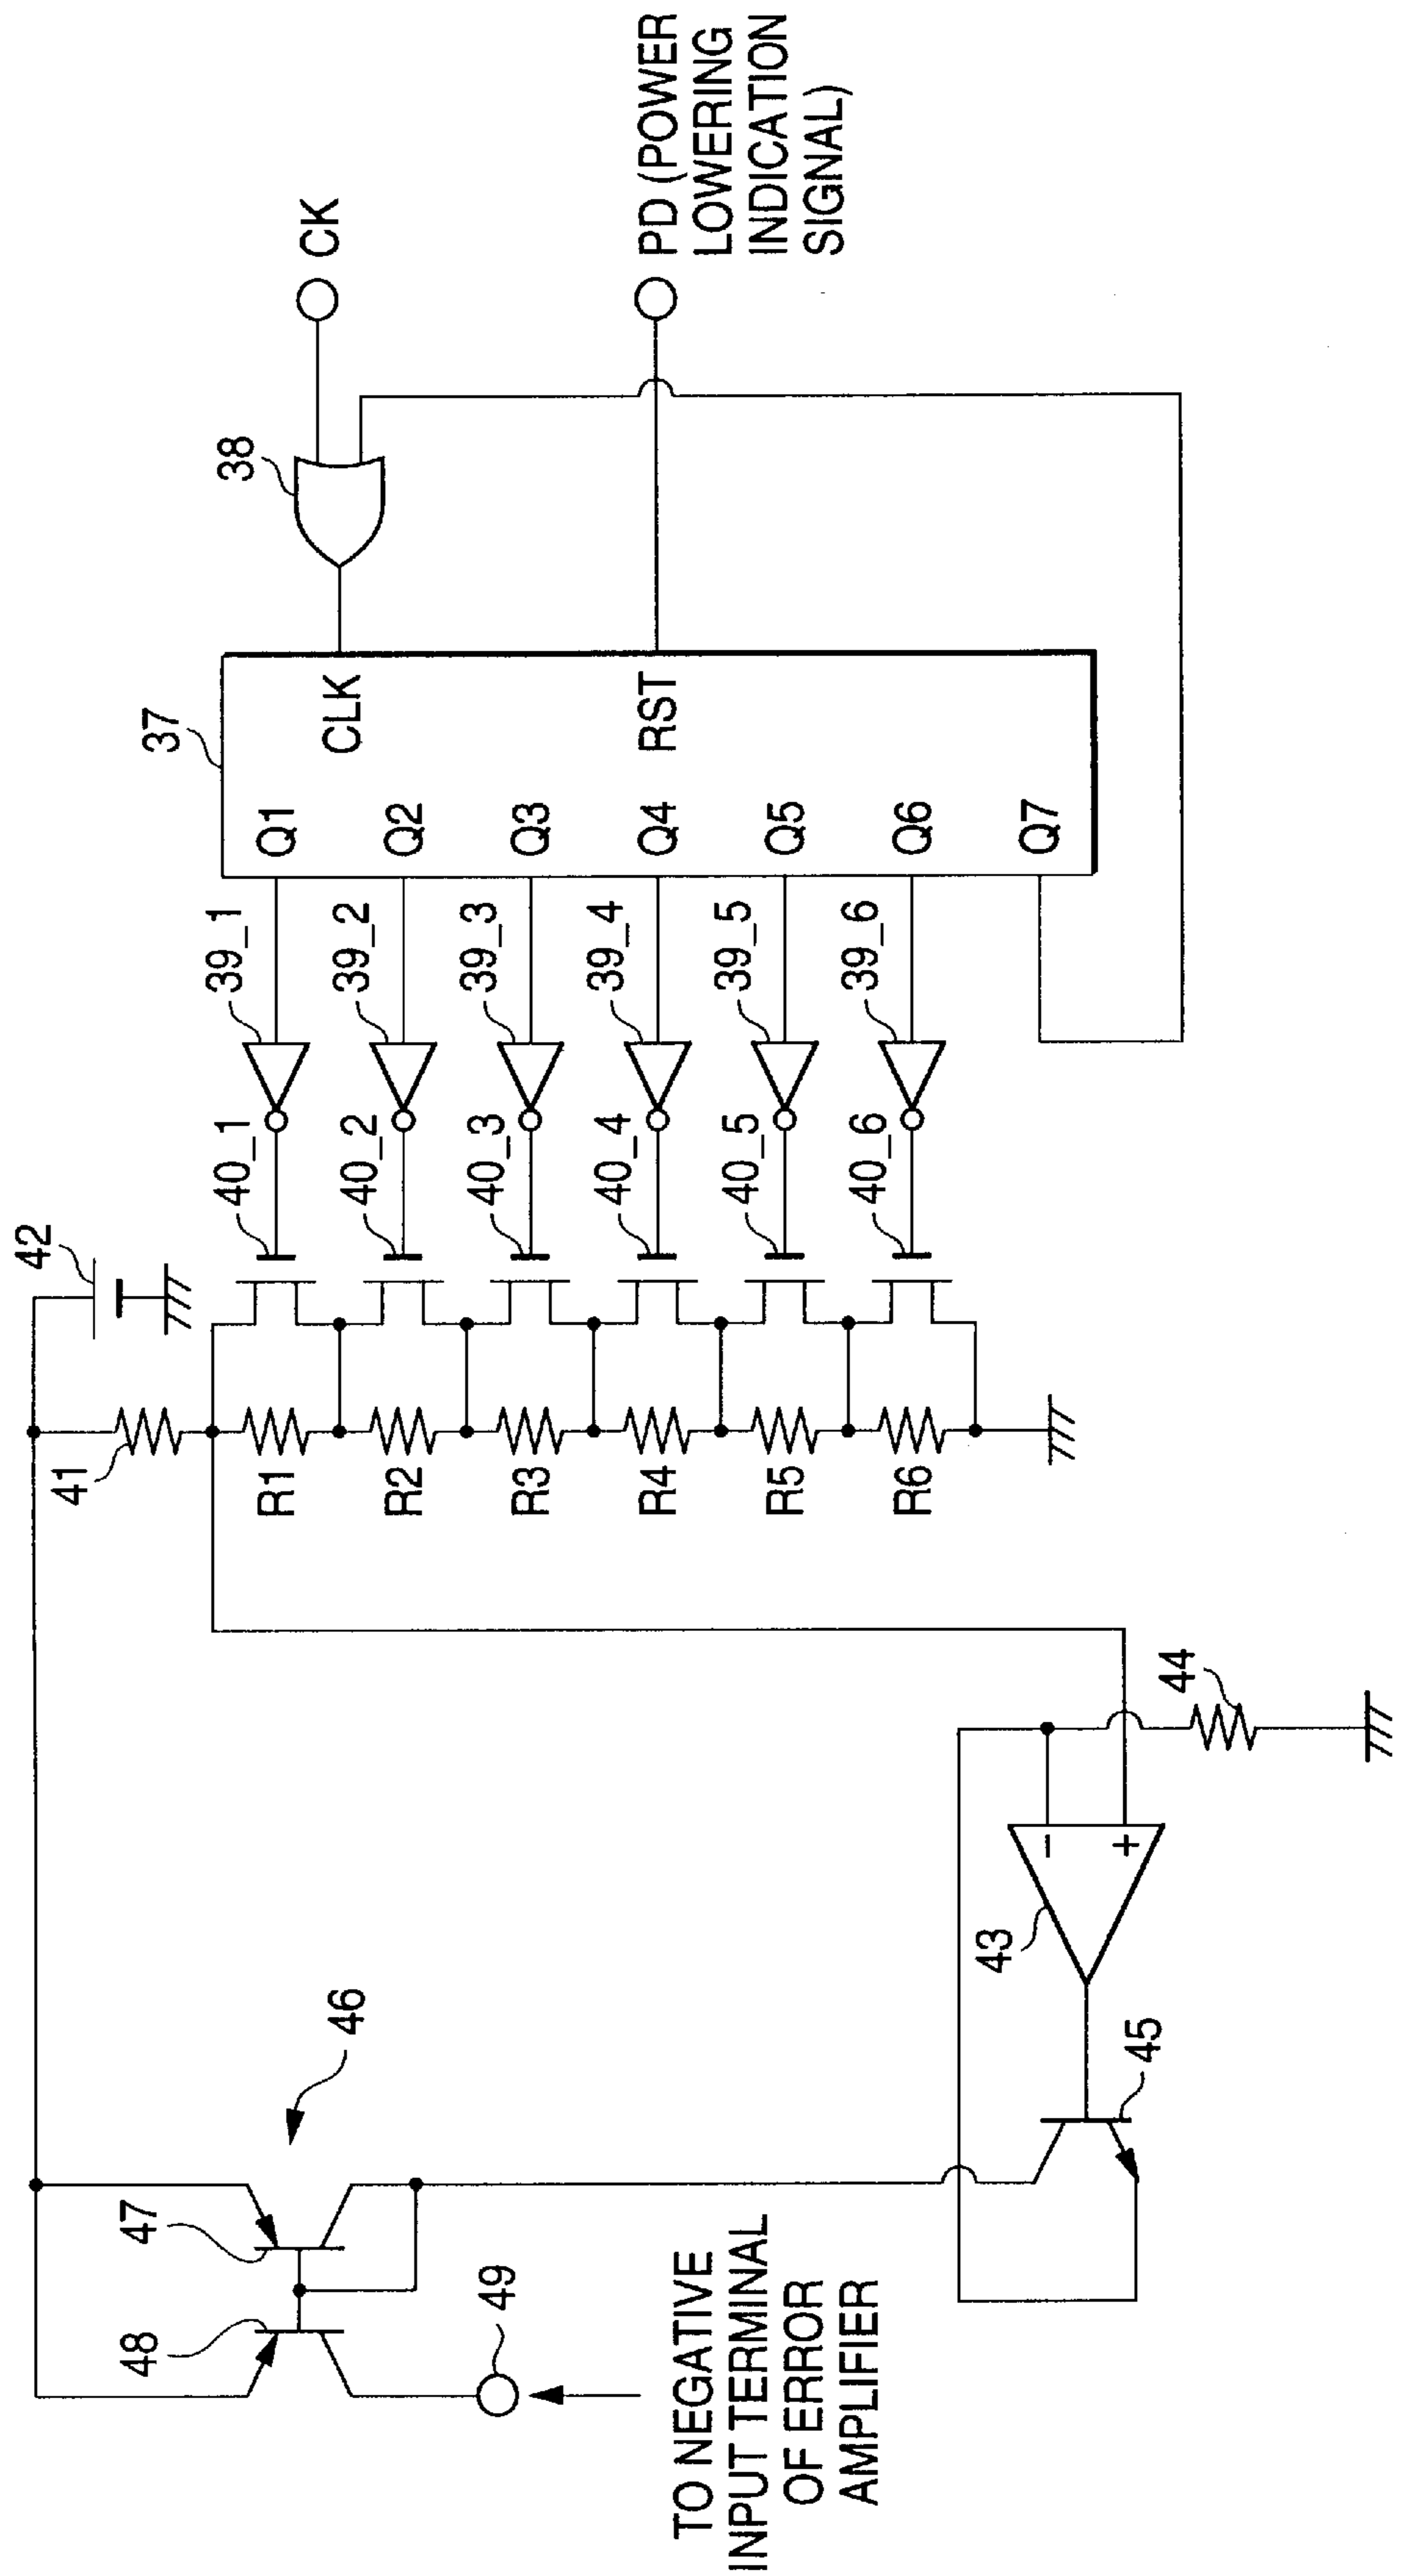 42
41
R1
R2
R3
R4
R5
R6
40_1
40_2
40_3
40_4
40_5
40_6
39_1
39_2
39_3
39_4
39_5
39_6
37
Q1
Q2
Q3
Q4
Q5
Q6
Q7
CLK
RST
38
CK
PD (POWER
LOWERING
INDICATION
SIGNAL)
46
47
48
49
TO NEGATIVE
INPUT TERMINAL
OF ERROR
AMPLIFIER
43
−
+
44
45